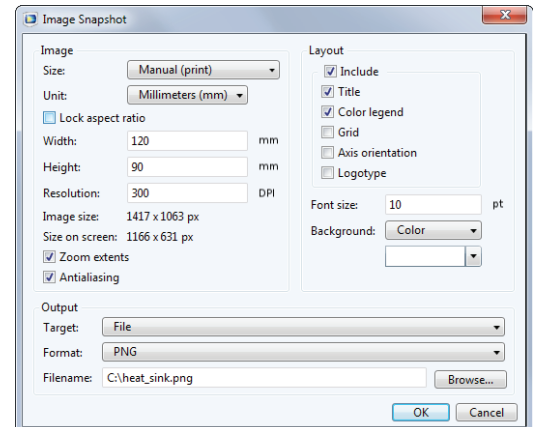 Image Snapshot
Image
Size: Manual (print)
Unit: Millimeters (mm)
Lock aspect ratio
Width: 120 mm
Height: 90 mm
Resolution: 300 DPI
Image size: 1417 x 1063 px
Size on screen: 1166 x 631 px
Zoom extents
Antialiasing
Layout
Include
Title
Color legend
Grid
Axis orientation
Logotype
Font size: 10 pt
Background: Color
Output
Target: File
Format: PNG
Filename: C:\heat_sink.png Browse...
OK Cancel